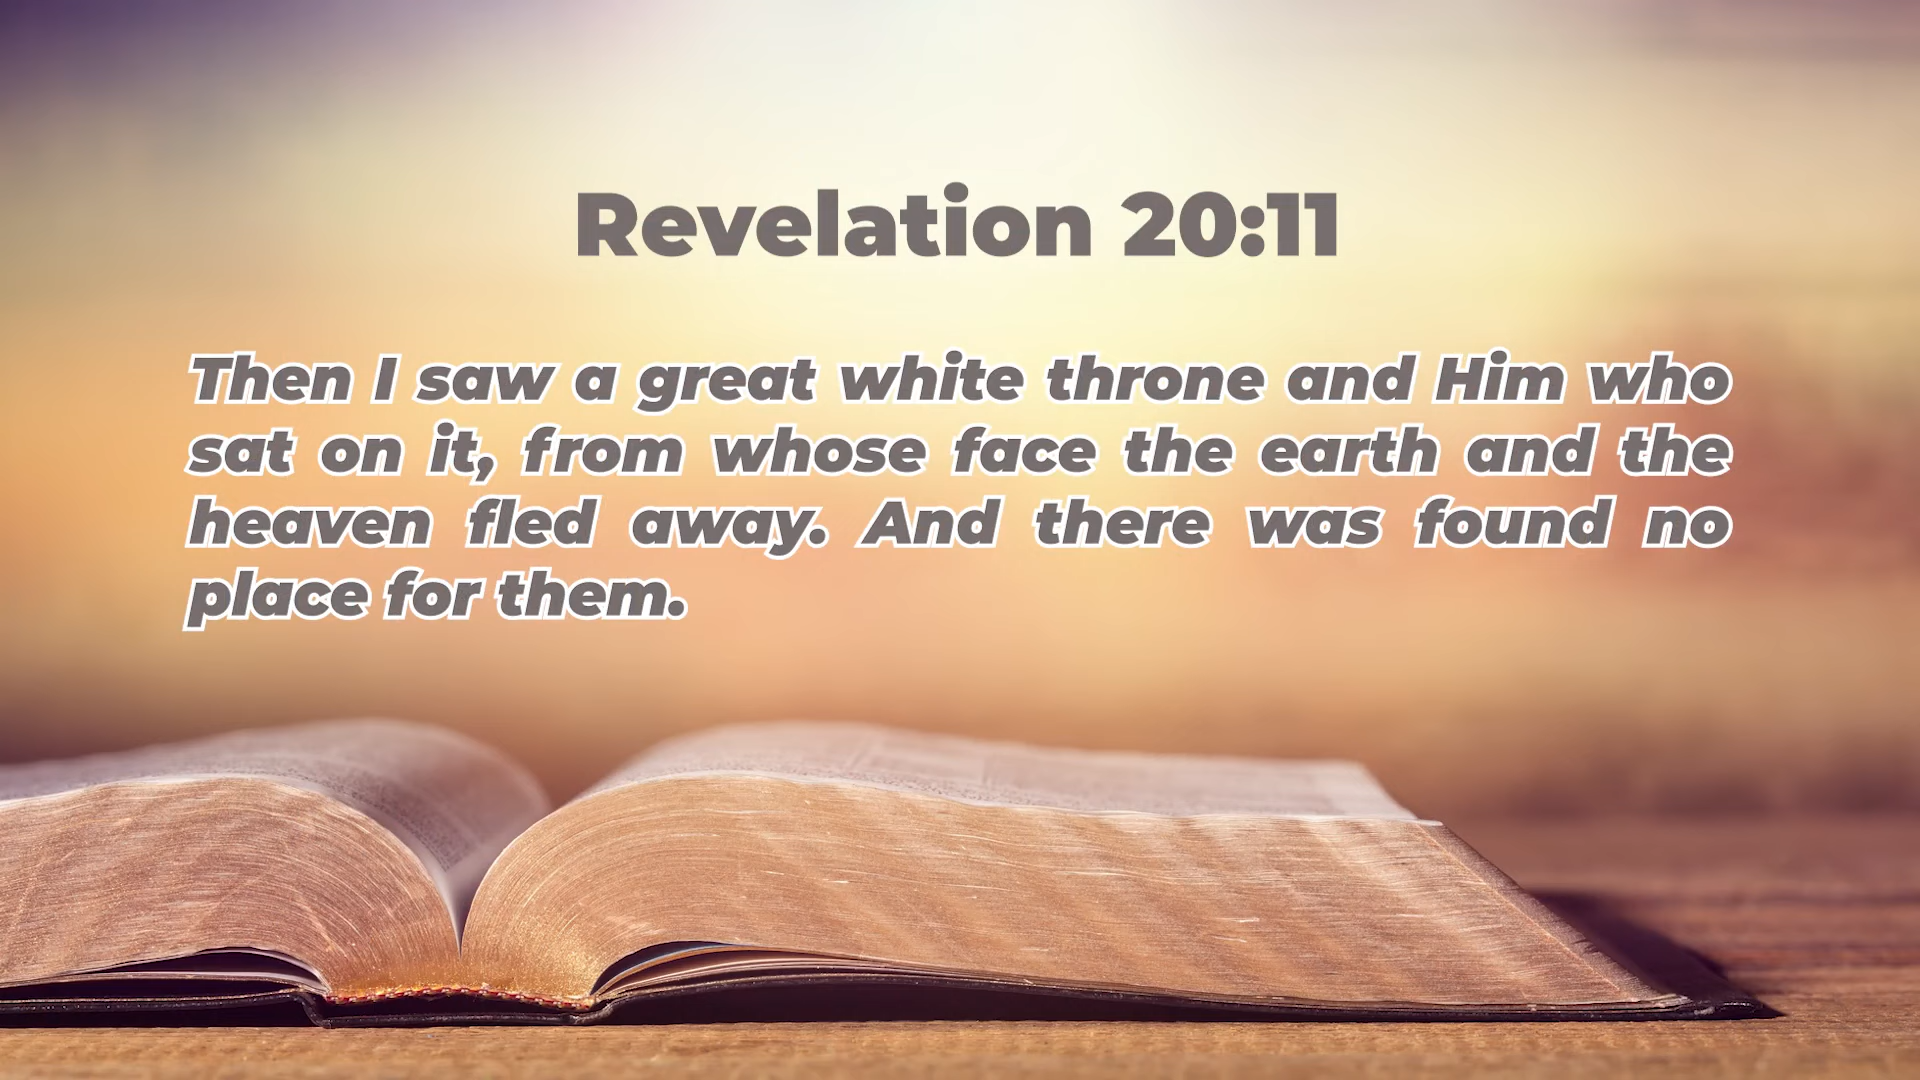 Revelation 20:11
Then I saw a great white throne and Him who
sat on it, from whose face the earth and the
heaven fled away. And there was found no
place for them.